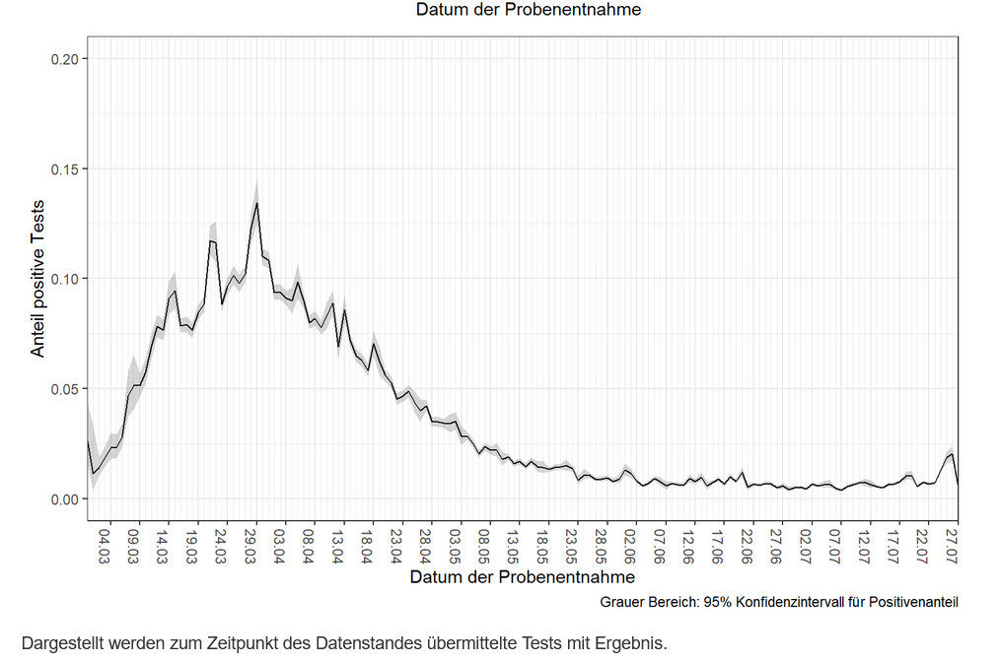 Datum der Probenentnahme
0.20
0.15
0.10
0.05
0.00
Anteil positive Tests
04.03 09.03 14.03 19.03 24.03 29.03 03.04 08.04 13.04 18.04 23.04 28.04 03.05 08.05 13.05 18.05 23.05 28.05 02.06 07.06 12.06 17.06 22.06 27.06 02.07 07.07 12.07 17.07 22.07 27.07
Datum der Probenentnahme
Grauer Bereich: 95% Konfidenzintervall für Positivenanteil
Dargestellt werden zum Zeitpunkt des Datenstandes übermittelte Tests mit Ergebnis.